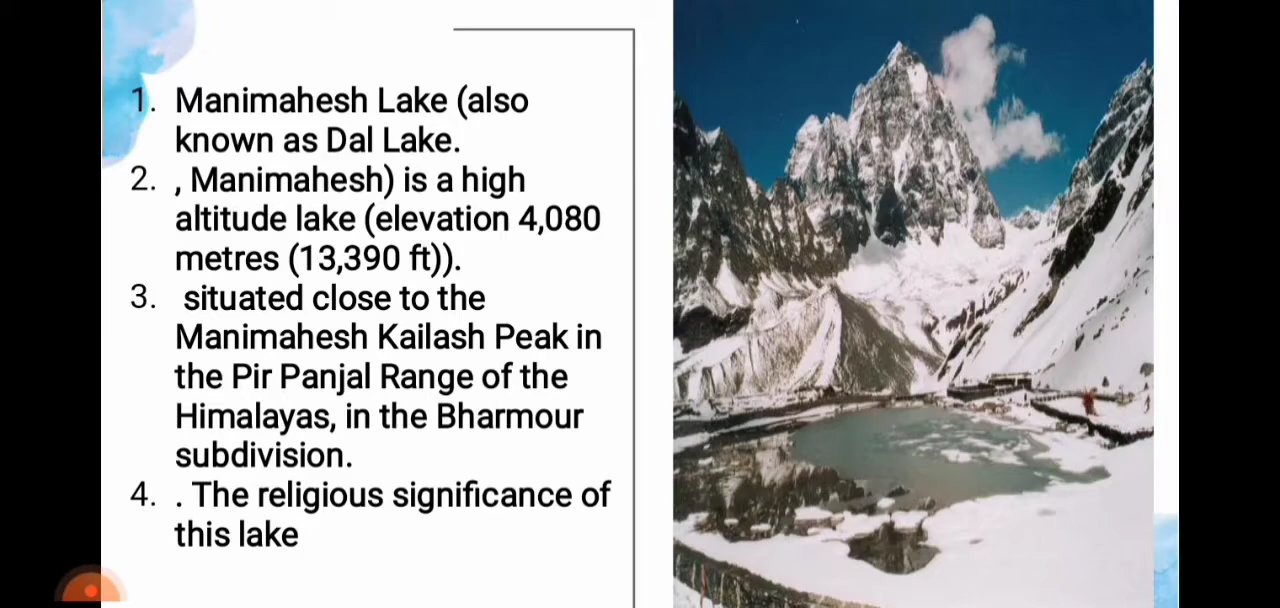 1. Manimahesh Lake (also
known as Dal Lake.
2. , Manimahesh) is a high
altitude lake (elevation 4,080
metres (13,390 ft)).
3. situated close to the
Manimahesh Kailash Peak in
the Pir Panjal Range of the
Himalayas, in the Bharmour
subdivision.
4. . The religious significance of
this lake